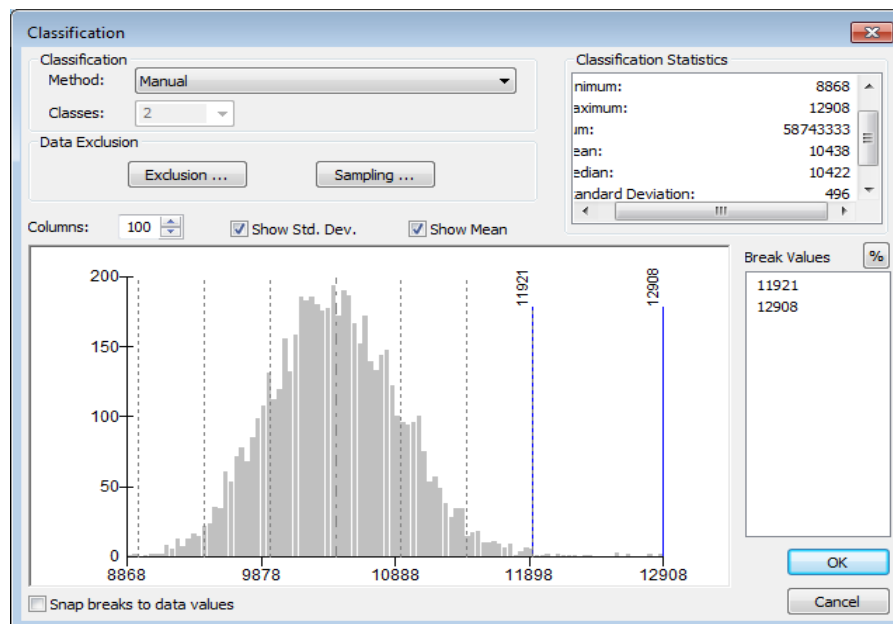 Classification
Classification
Method: Manual
Classes: 2
Classification Statistics
nimum: 8868
aximum: 12908
um: 58743333
ean: 10438
edian: 10422
tandard Deviation: 496
Data Exclusion
Exclusion ... Sampling ...
Columns: 100 Show Std. Dev. Show Mean
Break Values %
11921
12908
200
150
100
50
0
11921 12908
8868 9878 10888 11898 12908
Snap breaks to data values
OK
Cancel